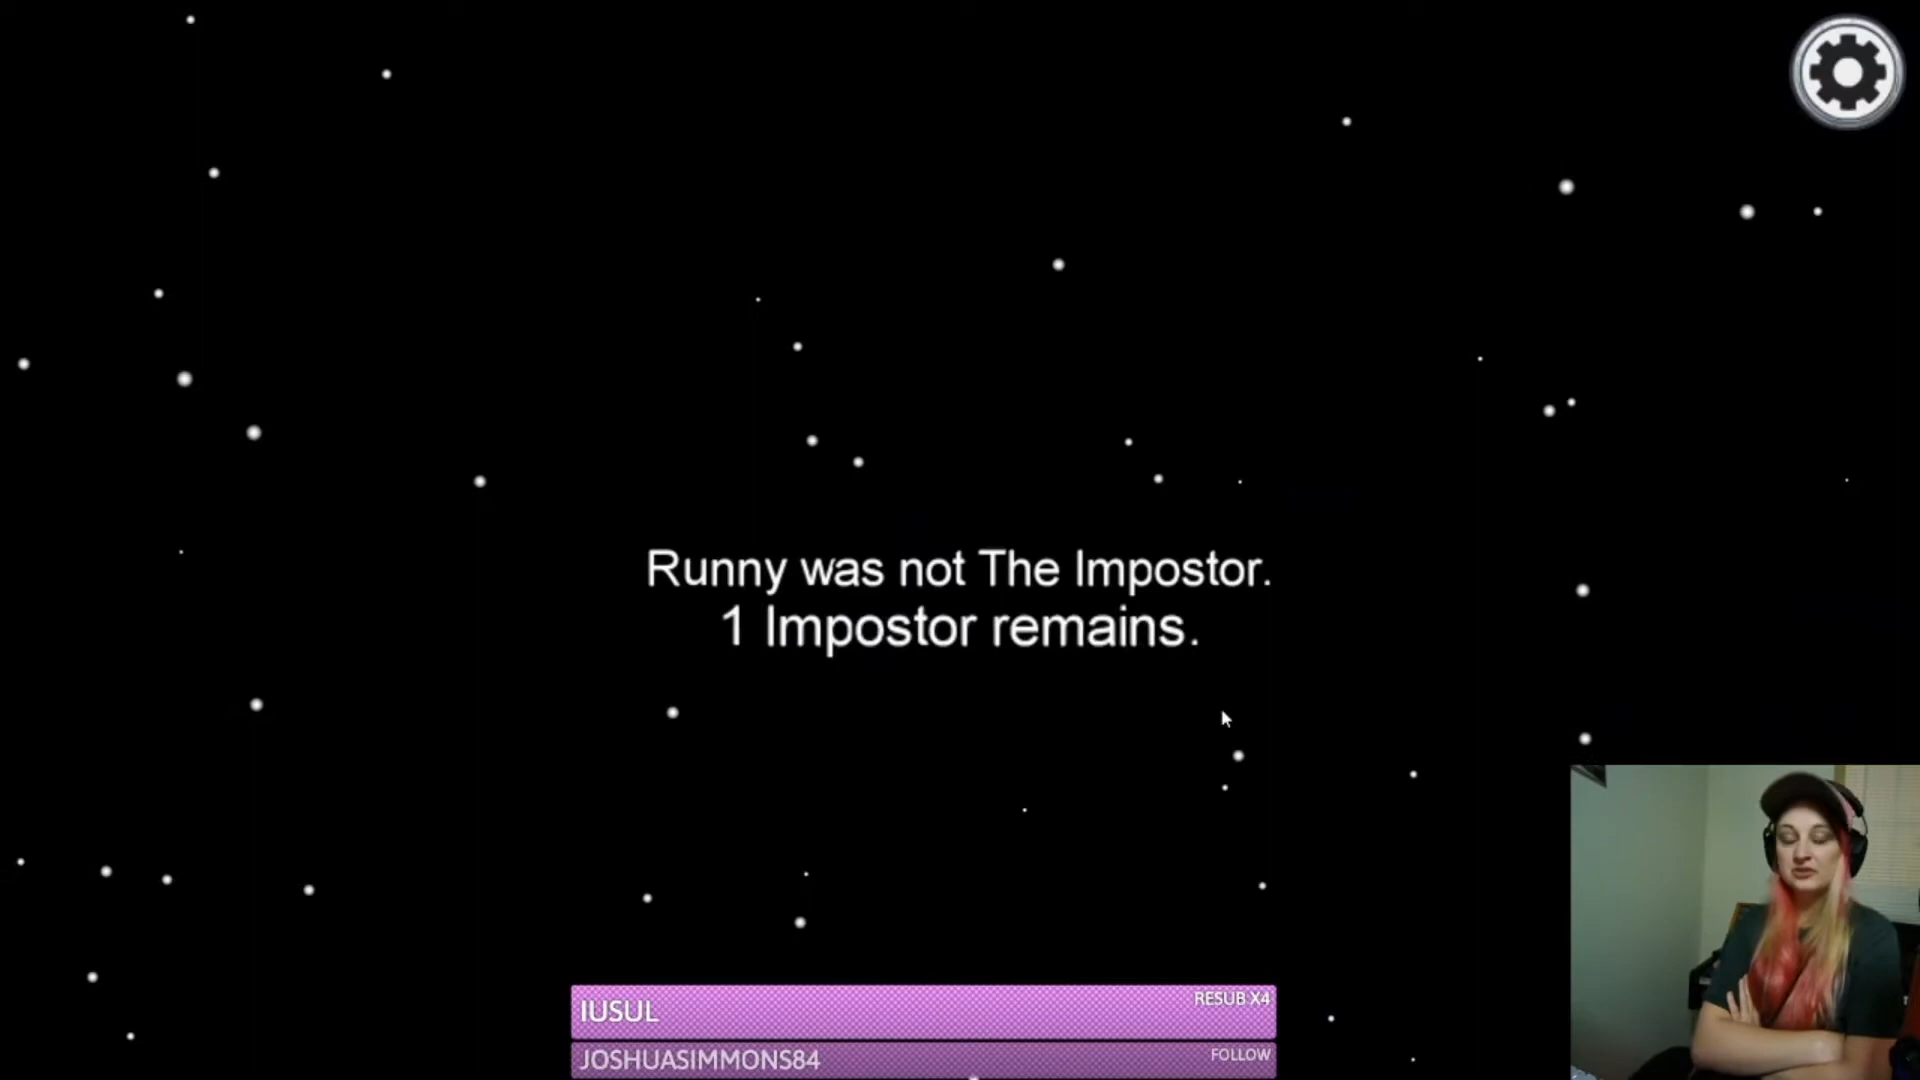 Runny was not The Impostor.
1 Impostor remains.
IUSUL
RESUB X4
JOSHUASIMMONS84
FOLLOW